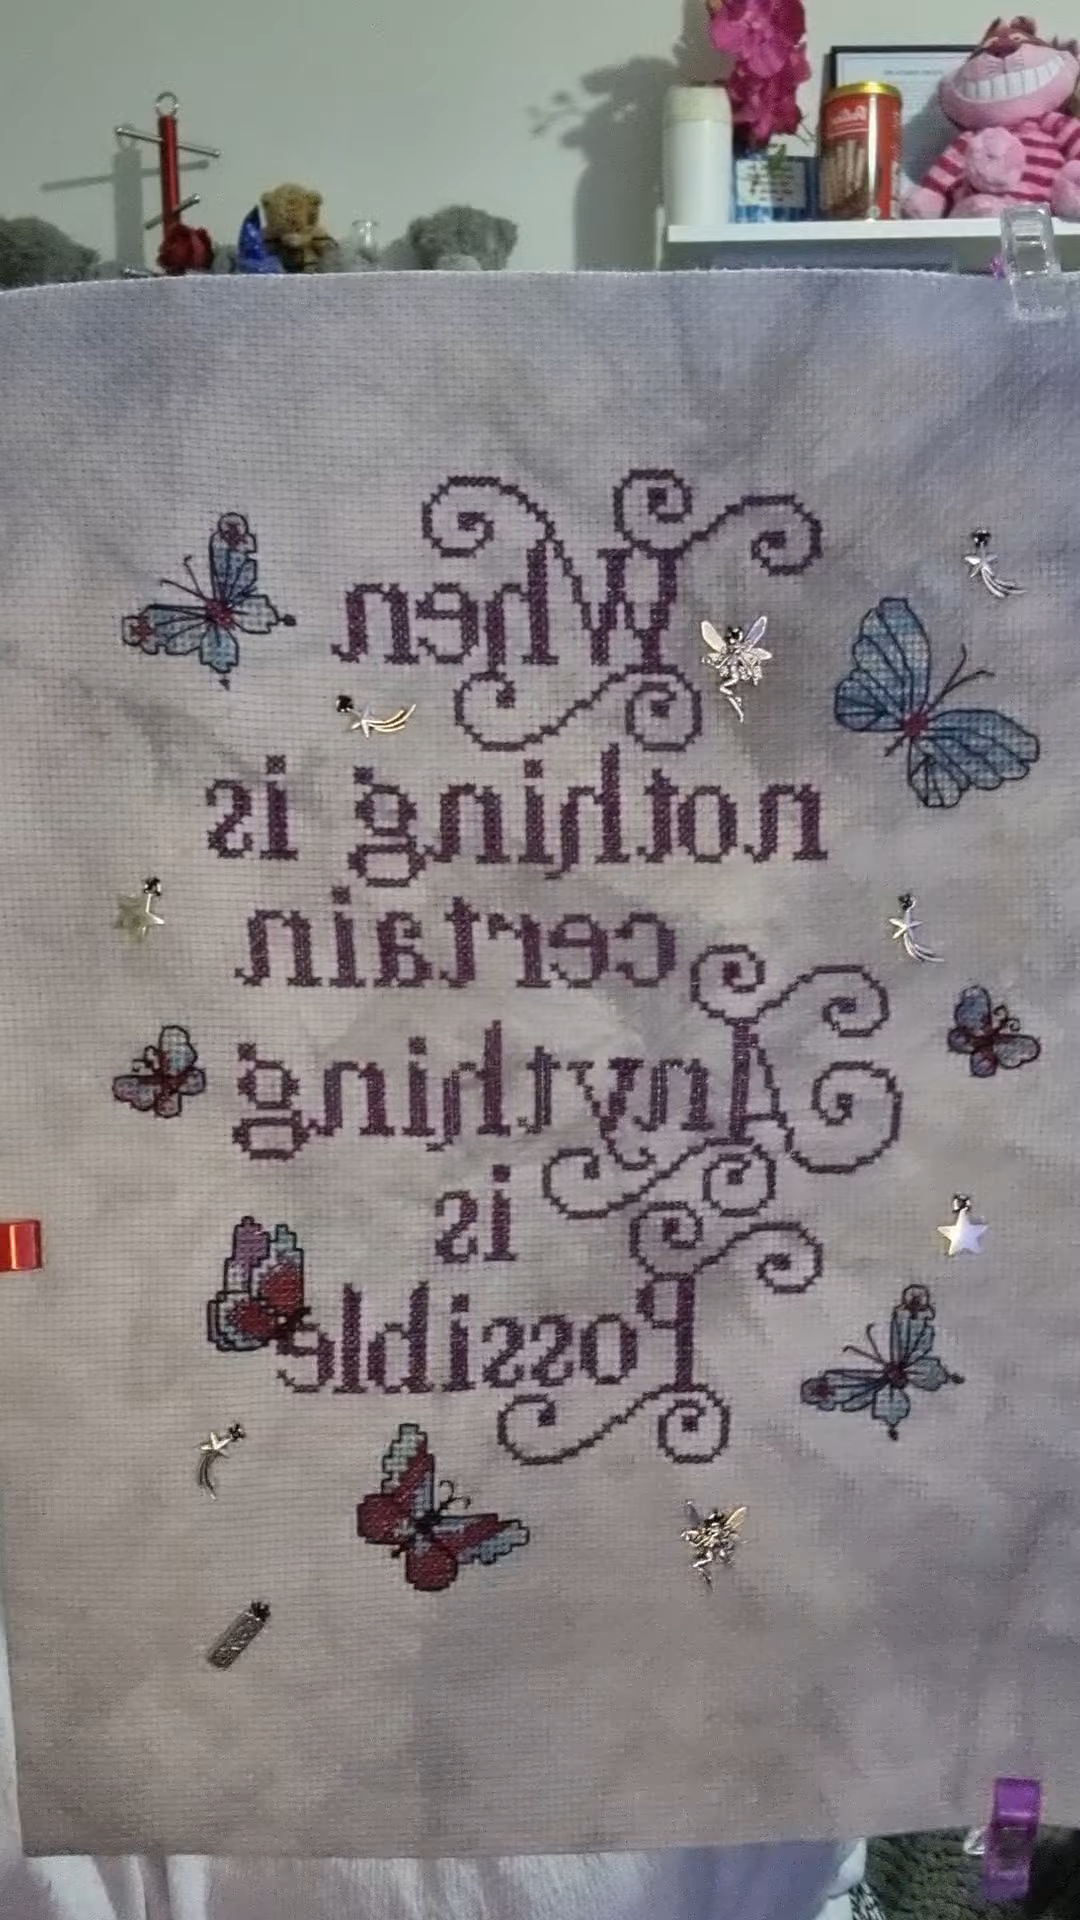 When
nothing is
certain
Anything
is
Possible